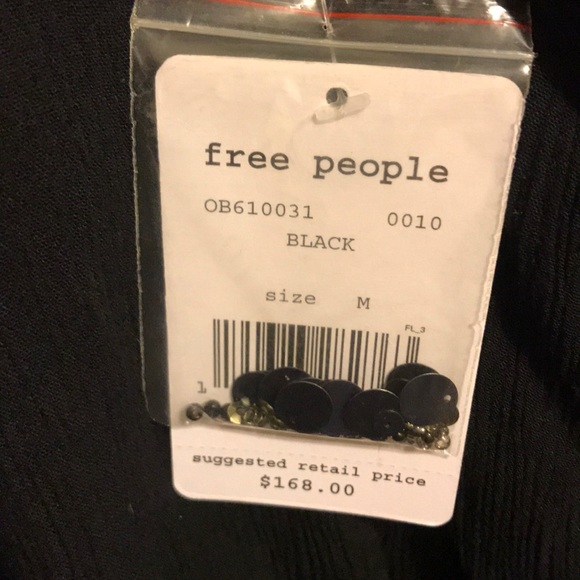 free people
OB610031 0010
BLACK
size M
FL_3
1
suggested retail price
$168.00